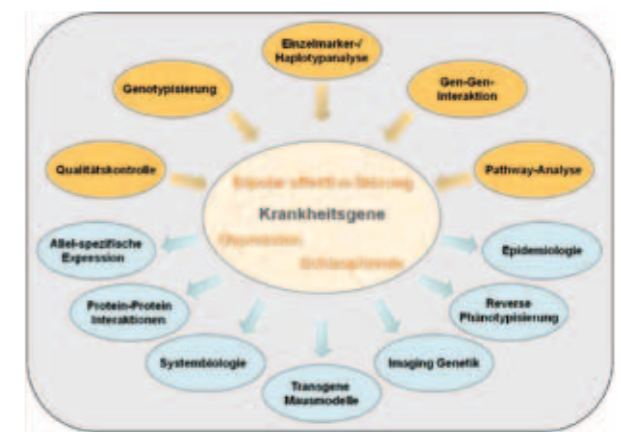 Einzelmarker-/
Haplotypanalyse
Genotypisierung
Gen-Gen-
Interaktion
Qualitätskontrolle
Pathway-Analyse
Bipolar affektive Störung
Krankheitsgene
Depression
Schizophrenie
Allel-spezifische
Expression
Epidemiologie
Protein-Protein
Interaktionen
Reverse
Phänotypisierung
Systembiologie
Imaging Genetik
Transgene
Mausmodelle